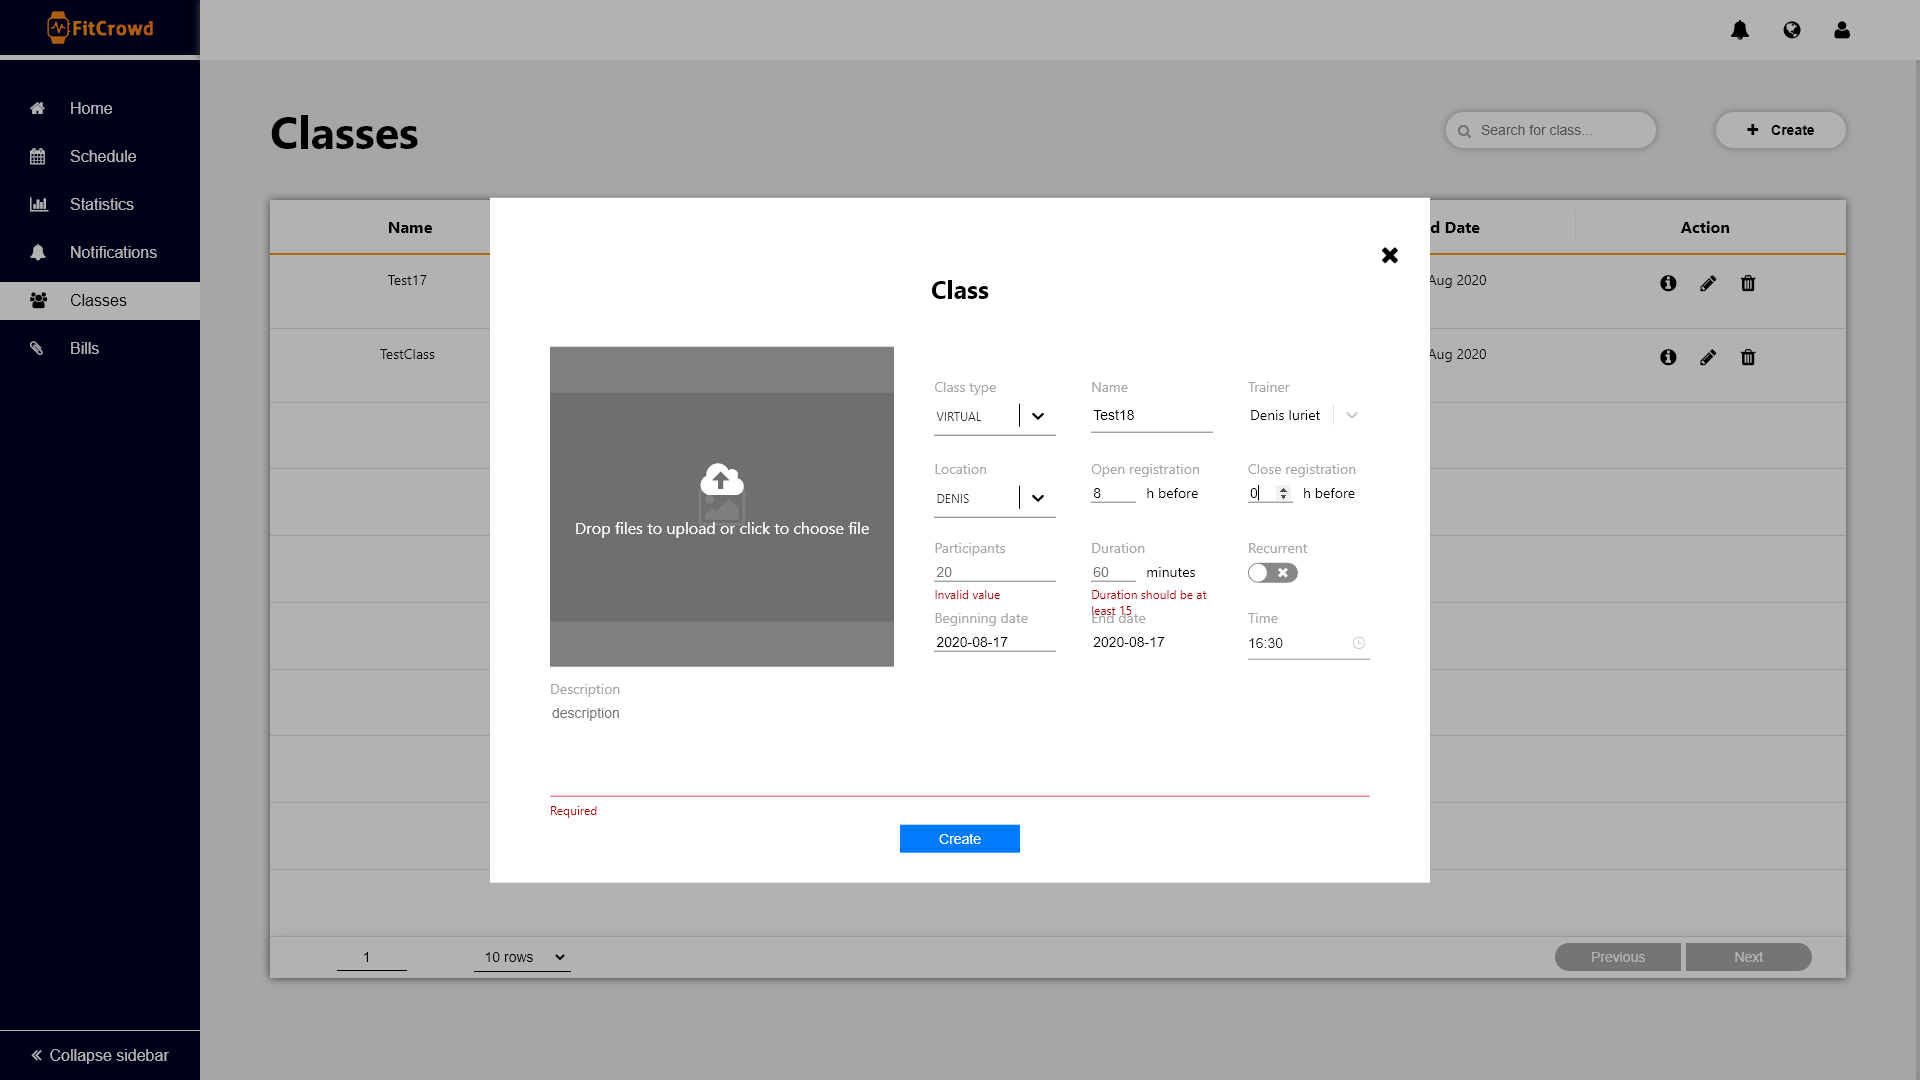 FitCrowd
Home
Schedule
Statistics
Notifications
Classes
Bills
Collapse sidebar
Classes
Search for class...
Create
Name
d Date
Action
Test17
Aug 2020
TestClass
Aug 2020
Class
Drop files to upload or click to choose file
Class type
Name
Trainer
VIRTUAL
Test18
Denis Iuriet
Location
Open registration
Close registration
DENIS
8 h before
0 h before
Participants
Duration
Recurrent
20
60 minutes
Invalid value
Duration should be at
least 15
Beginning date
End date
Time
2020-08-17
2020-08-17
16:30
Description
description
Required
Create
1
10 rows
Previous
Next